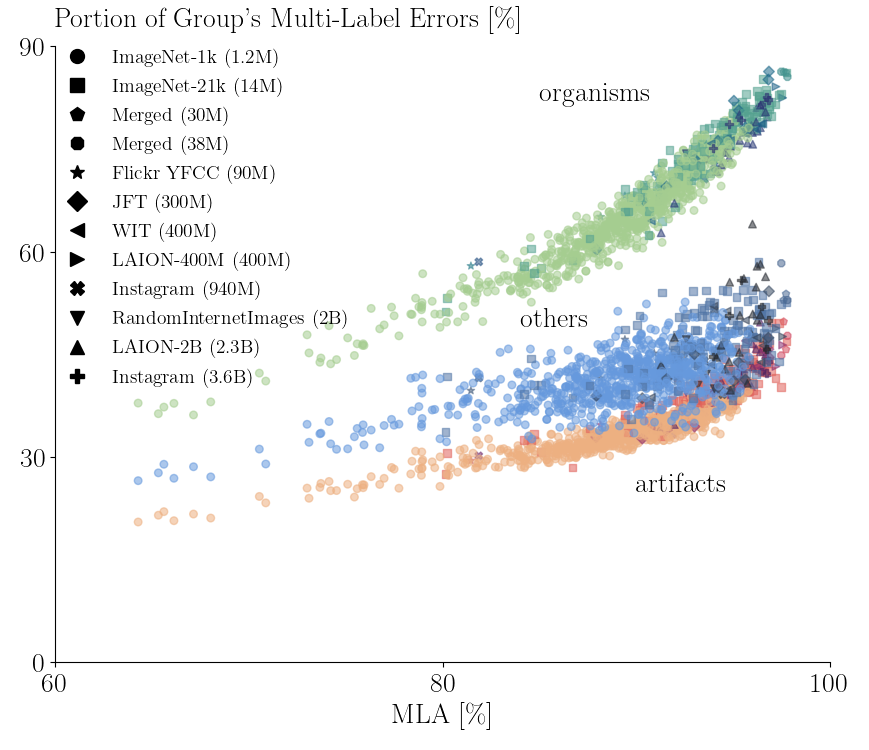 Portion of Group's Multi-Label Errors [%]
90
ImageNet-1k (1.2M)
ImageNet-21k (14M)
Merged (30M)
Merged (38M)
Flickr YFCC (90M)
JFT (300M)
WIT (400M)
LAION-400M (400M)
Instagram (940M)
RandomInternetImages (2B)
LAION-2B (2.3B)
Instagram (3.6B)
organisms
60
others
30
artifacts
0
60
80
100
MLA [%]